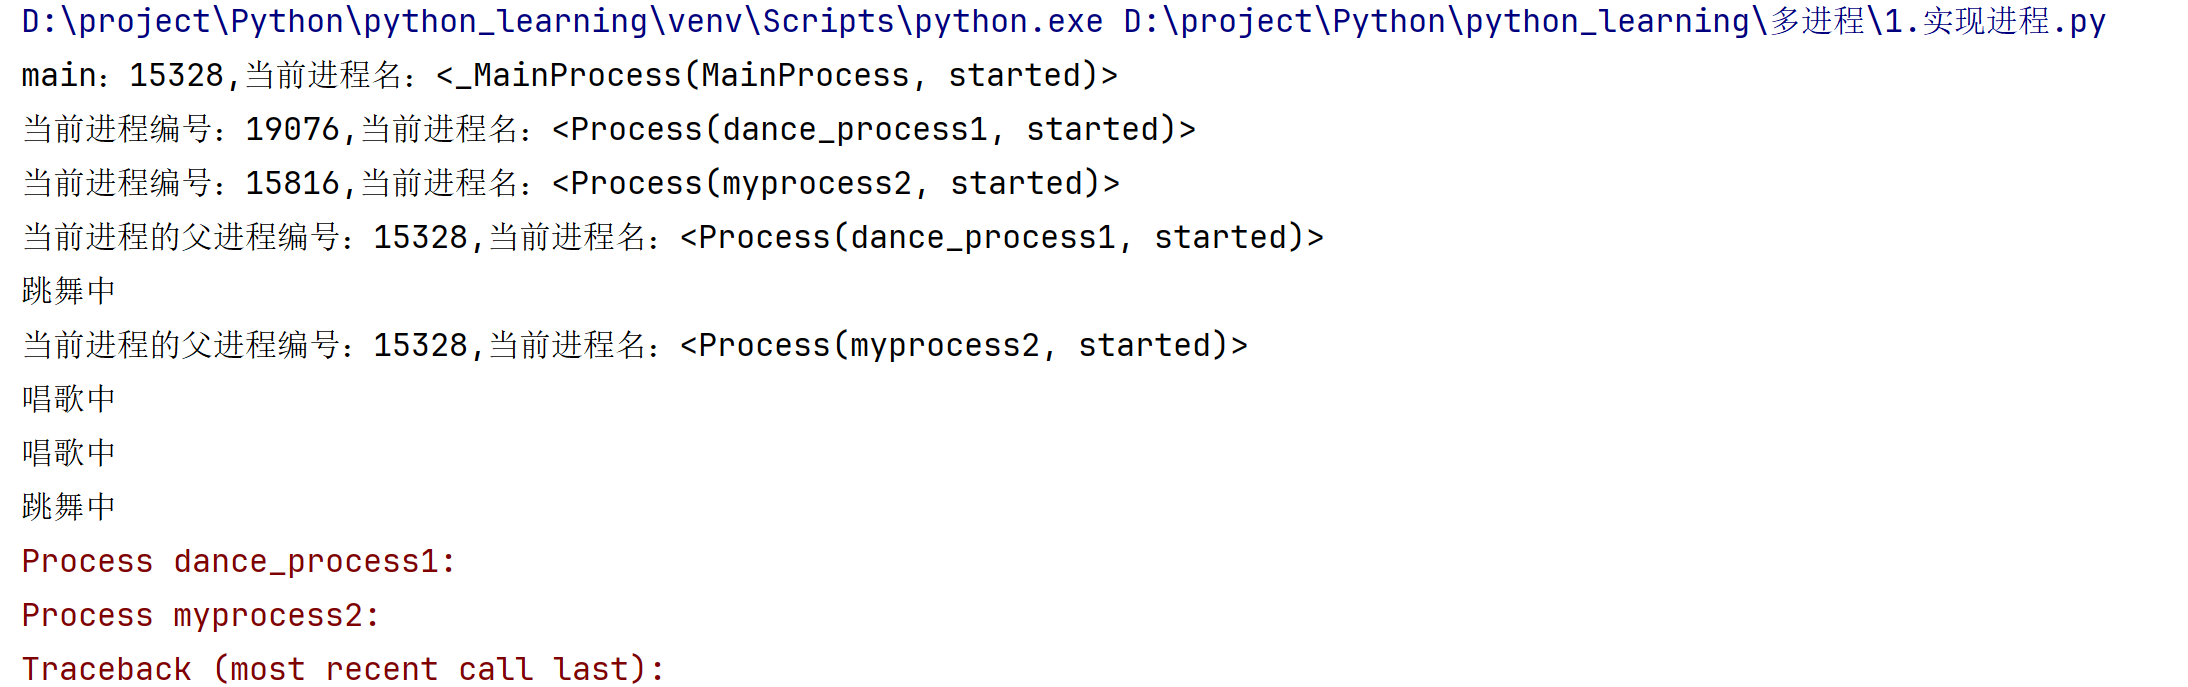 D:\project\Python\python_learning\venv\Scripts\python.exe D:\project\Python\python_learning\多进程\1.实现进程.py
main：15328,当前进程名：<_MainProcess(MainProcess, started)>
当前进程编号：19076,当前进程名：<Process(dance_process1, started)>
当前进程编号：15816,当前进程名：<Process(myprocess2, started)>
当前进程的父进程编号：15328,当前进程名：<Process(dance_process1, started)>
跳舞中
当前进程的父进程编号：15328,当前进程名：<Process(myprocess2, started)>
唱歌中
唱歌中
跳舞中
Process dance_process1:
Process myprocess2:
Traceback (most recent call last):